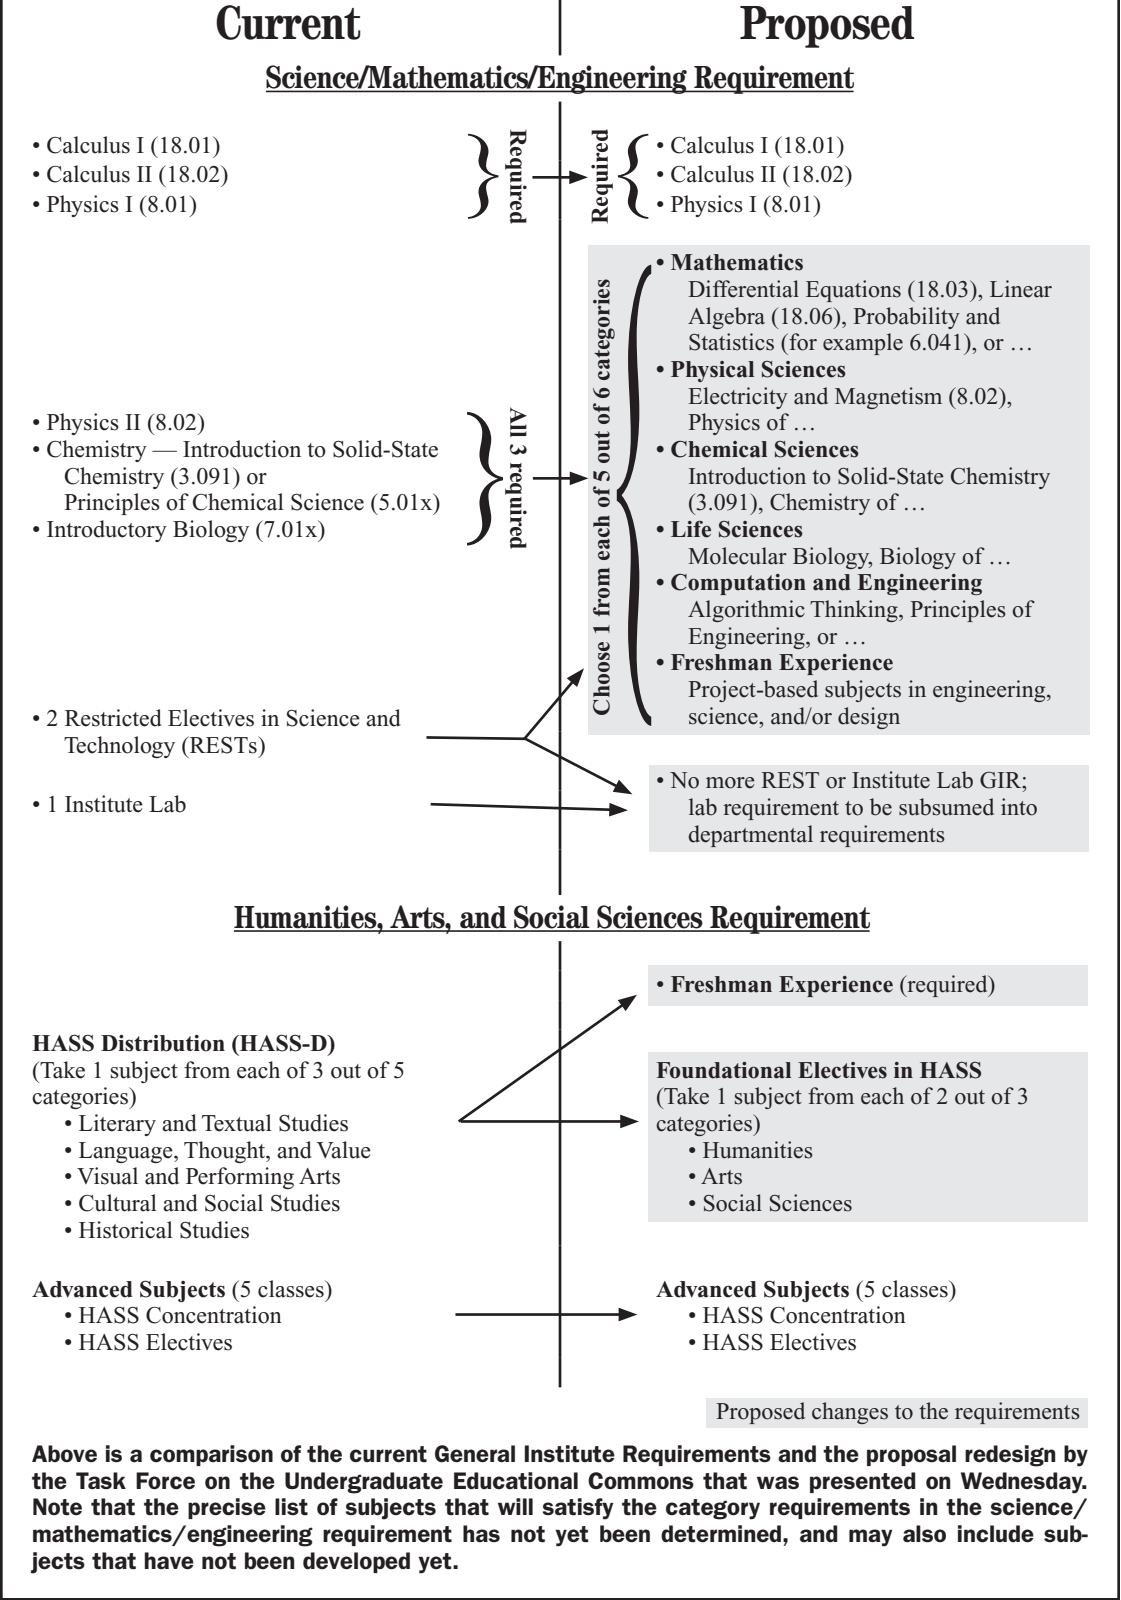 Current
Proposed
Science/Mathematics/Engineering Requirement
• Calculus I (18.01)
• Calculus II (18.02)
• Physics I (8.01)
Required
Required
• Calculus I (18.01)
• Calculus II (18.02)
• Physics I (8.01)
• Physics II (8.02)
• Chemistry — Introduction to Solid-State
Chemistry (3.091) or
Principles of Chemical Science (5.01x)
• Introductory Biology (7.01x)
All 3 required
Choose 1 from each of 5 out of 6 categories
• Mathematics
Differential Equations (18.03), Linear
Algebra (18.06), Probability and
Statistics (for example 6.041), or …
• Physical Sciences
Electricity and Magnetism (8.02),
Physics of …
• Chemical Sciences
Introduction to Solid-State Chemistry
(3.091), Chemistry of …
• Life Sciences
Molecular Biology, Biology of …
• Computation and Engineering
Algorithmic Thinking, Principles of
Engineering, or …
• Freshman Experience
Project-based subjects in engineering,
science, and/or design
• 2 Restricted Electives in Science and
Technology (RESTs)
• 1 Institute Lab
• No more REST or Institute Lab GIR;
lab requirement to be subsumed into
departmental requirements
Humanities, Arts, and Social Sciences Requirement
HASS Distribution (HASS-D)
(Take 1 subject from each of 3 out of 5
categories)
• Literary and Textual Studies
• Language, Thought, and Value
• Visual and Performing Arts
• Cultural and Social Studies
• Historical Studies
• Freshman Experience (required)
Foundational Electives in HASS
(Take 1 subject from each of 2 out of 3
categories)
• Humanities
• Arts
• Social Sciences
Advanced Subjects (5 classes)
• HASS Concentration
• HASS Electives
Advanced Subjects (5 classes)
• HASS Concentration
• HASS Electives
Proposed changes to the requirements
Above is a comparison of the current General Institute Requirements and the proposal redesign by
the Task Force on the Undergraduate Educational Commons that was presented on Wednesday.
Note that the precise list of subjects that will satisfy the category requirements in the science/
mathematics/engineering requirement has not yet been determined, and may also include sub-
jects that have not been developed yet.